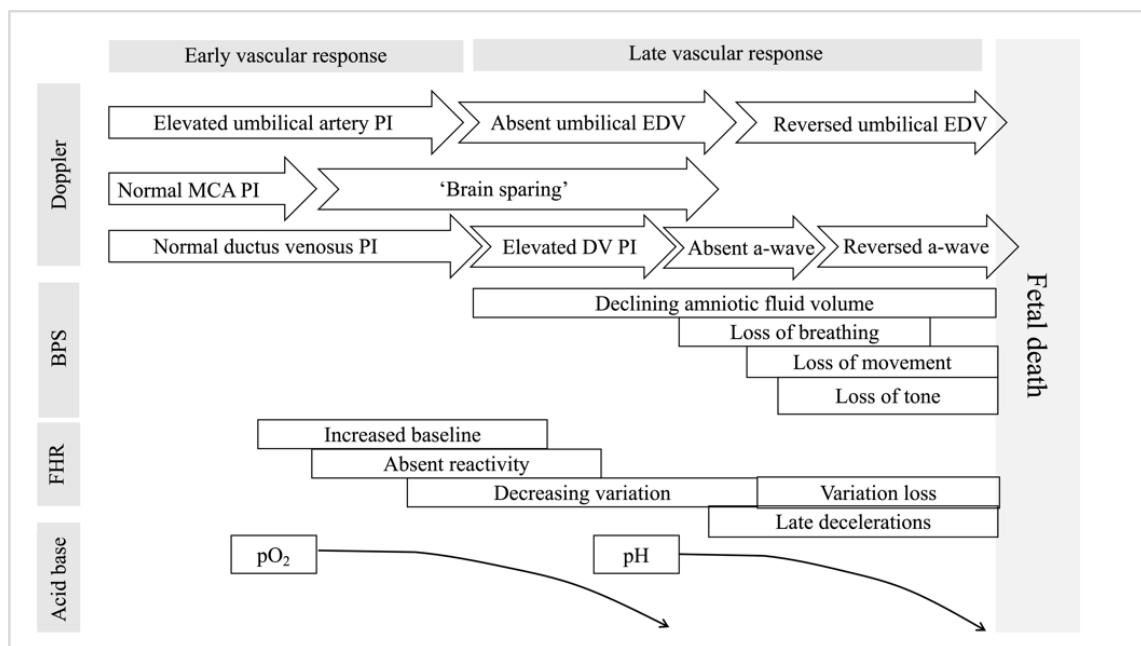 Early vascular response
Late vascular response
Doppler
Elevated umbilical artery PI
Absent umbilical EDV
Reversed umbilical EDV
Normal MCA PI
‘Brain sparing’
Normal ductus venosus PI
Elevated DV PI
Absent a-wave
Reversed a-wave
BPS
Declining amniotic fluid volume
Loss of breathing
Loss of movement
Loss of tone
FHR
Increased baseline
Absent reactivity
Decreasing variation
Variation loss
Late decelerations
Acid base
pO₂
pH
Fetal death